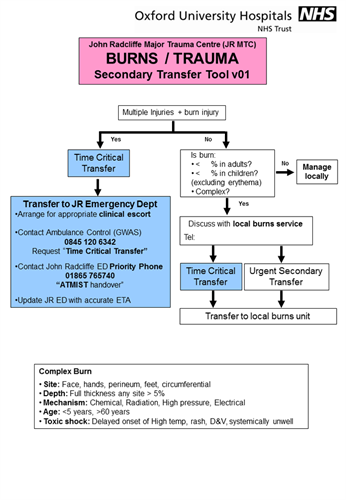 Oxford University Hospitals NHS
NHS Trust
John Radcliffe Major Trauma Centre (JR MTC)
BURNS / TRAUMA
Secondary Transfer Tool v01
Multiple Injuries + burn injury
Yes
No
Time Critical
Transfer
Is burn:
• < % in adults?
• < % in children?
(excluding erythema)
• Complex?
No
Manage
locally
Yes
Transfer to JR Emergency Dept
•Arrange for appropriate clinical escort
•Contact Ambulance Control (GWAS)
0845 120 6342
Request "Time Critical Transfer"
•Contact John Radcliffe ED Priority Phone
01865 765740
"ATMIST handover"
•Update JR ED with accurate ETA
Discuss with local burns service
Tel:
Time Critical
Transfer
Urgent Secondary
Transfer
Transfer to local burns unit
Complex Burn
• Site: Face, hands, perineum, feet, circumferential
• Depth: Full thickness any site > 5%
• Mechanism: Chemical, Radiation, High pressure, Electrical
• Age: <5 years, >60 years
• Toxic shock: Delayed onset of High temp, rash, D&V, systemically unwell